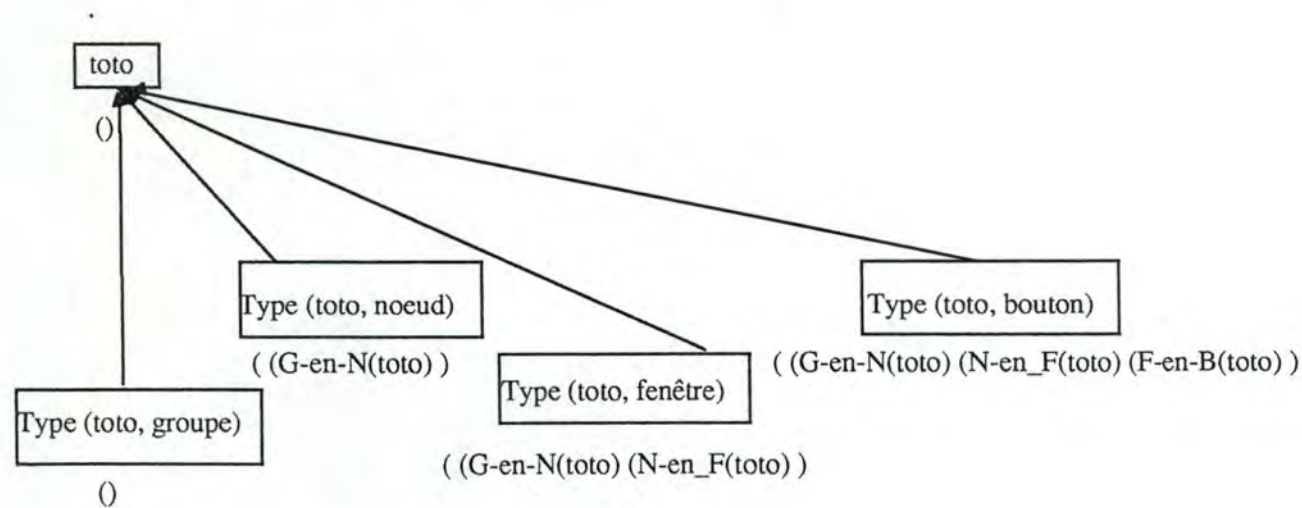 toto
()
Type (toto, noeud)
( (G-en-N(toto) )
Type (toto, bouton)
( (G-en-N(toto) (N-en_F(toto) (F-en-B(toto) )
Type (toto, fenêtre)
( (G-en-N(toto) (N-en_F(toto) )
Type (toto, groupe)
()